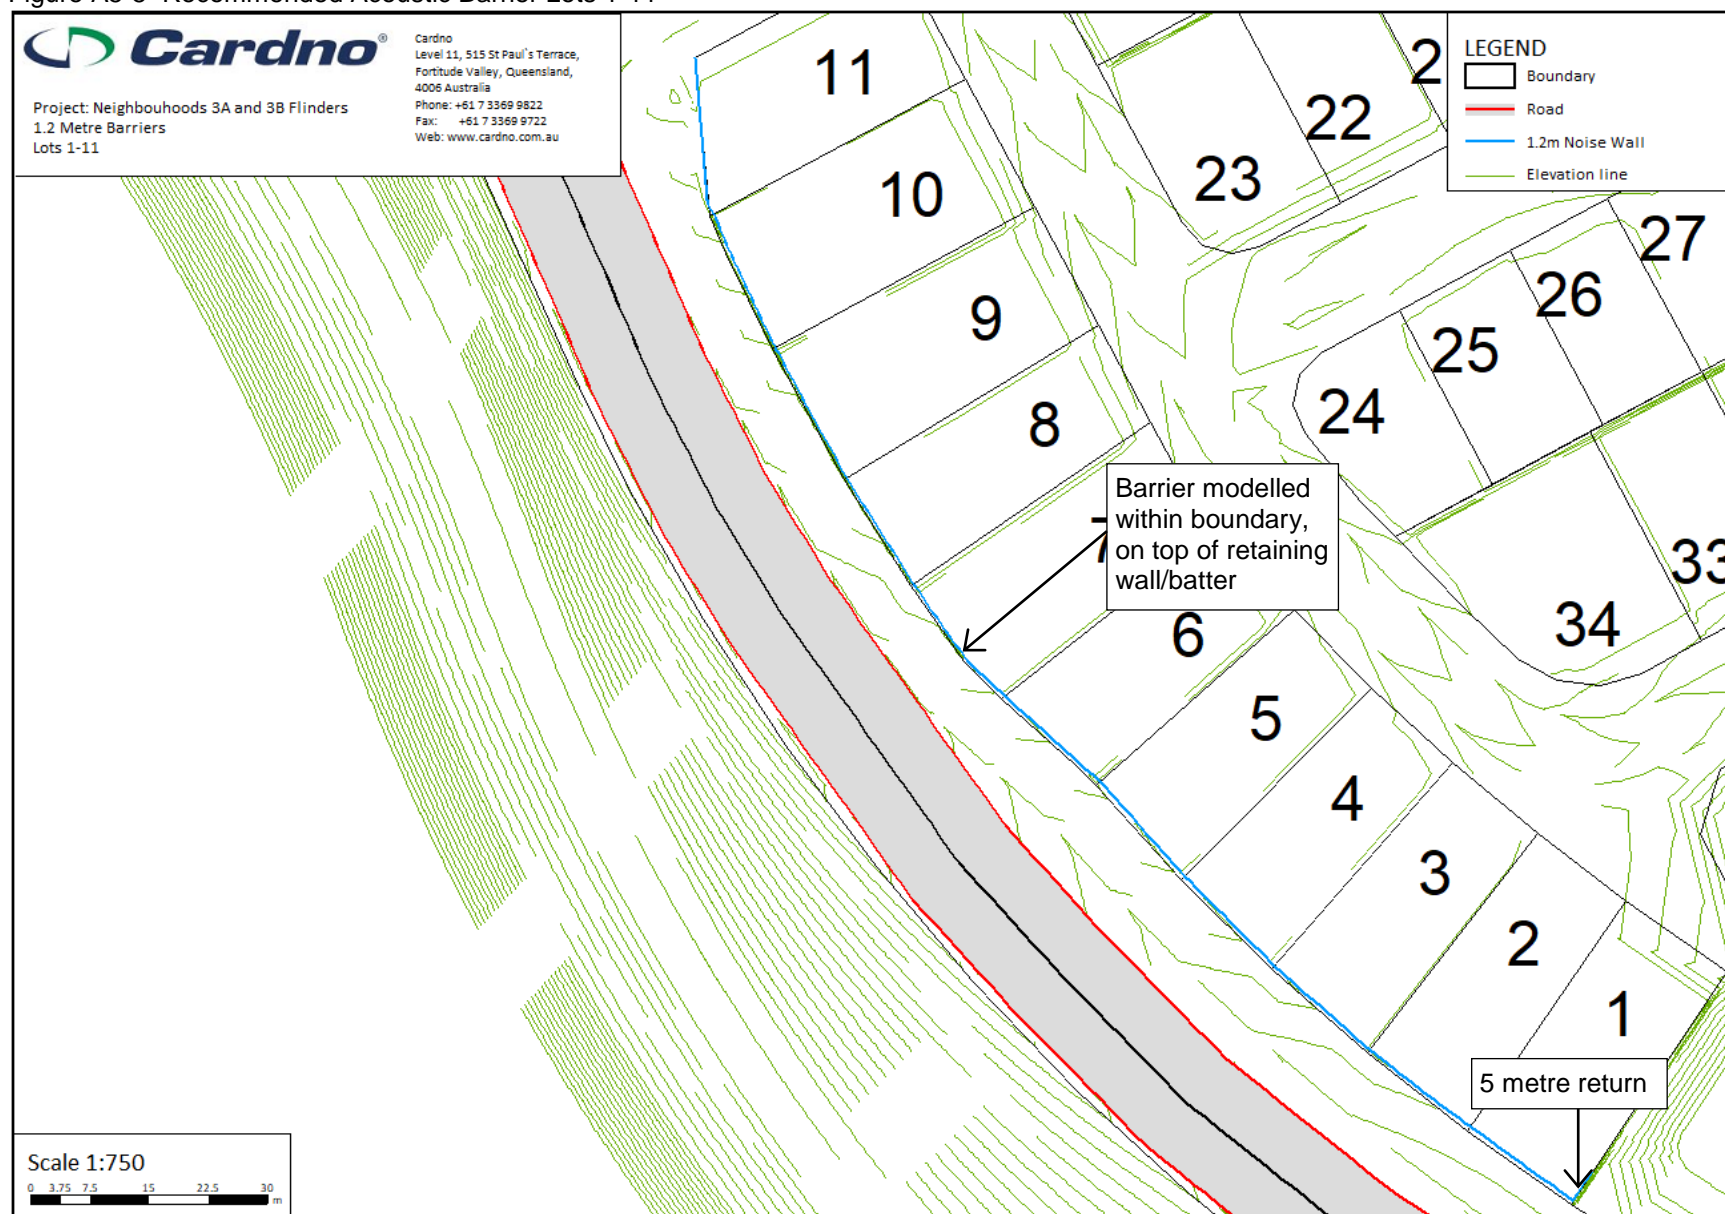 Cardno®
Project: Neighbouhoods 3A and 3B Flinders
1.2 Metre Barriers
Lots 1-11
Cardno
Level 11, 515 St Paul`s Terrace,
Fortitude Valley, Queensland,
4006 Australia
Phone: +61 7 3369 9822
Fax: +61 7 3369 9722
Web: www.cardno.com.au
LEGEND
Boundary
Road
1.2m Noise Wall
Elevation line
11
10
9
8
7
6
5
4
3
2
1
22
23
24
25
26
27
33
34
2
Barrier modelled
within boundary,
on top of retaining
wall/batter
5 metre return
Scale 1:750
0 3.75 7.5 15 22.5 30
m